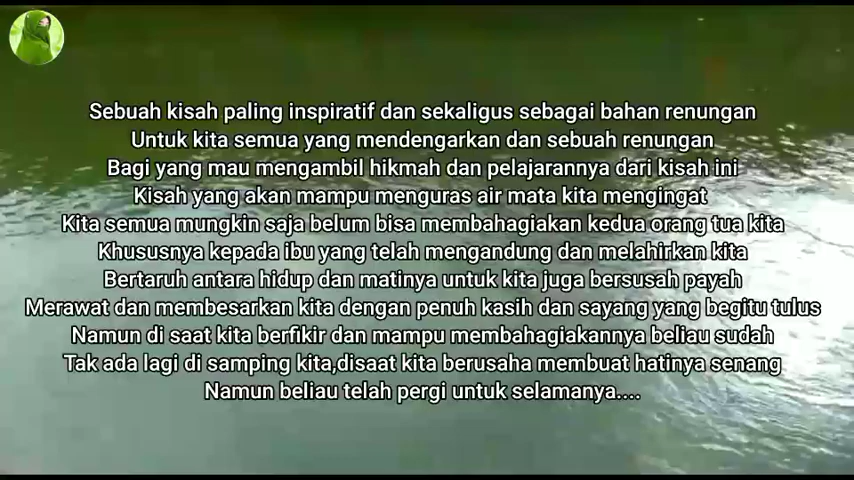 Sebuah kisah paling inspiratif dan sekaligus sebagai bahan renungan
Untuk kita semua yang mendengarkan dan sebuah renungan
Bagi yang mau mengambil hikmah dan pelajarannya dari kisah ini
Kisah yang akan mampu menguras air mata kita mengingat
Kita semua mungkin saja belum bisa membahagiakan kedua orang tua kita
Khususnya kepada ibu yang telah mengandung dan melahirkan kita
Bertaruh antara hidup dan matinya untuk kita juga bersusah payah
Merawat dan membesarkan kita dengan penuh kasih dan sayang yang begitu tulus
Namun di saat kita berfikir dan mampu membahagiakannya beliau sudah
Tak ada lagi di samping kita,disaat kita berusaha membuat hatinya senang
Namun beliau telah pergi untuk selamanya....